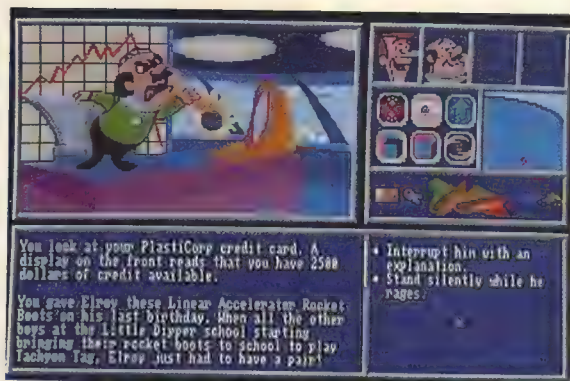 You look at your PlastiCorp credit card. A
display on the front reads that you have 2500
dollars of credit available.
You gave Elroy these Linear Accelerator Rocket
Boots on his last birthday. When all the other
boys at the Little Dipper school starting
bringing their rocket boots to school to play
Tachyon Tag, Elroy just had to have a pair!
• Interrupt him with an
explanation.
• Stand silently while he
rages.